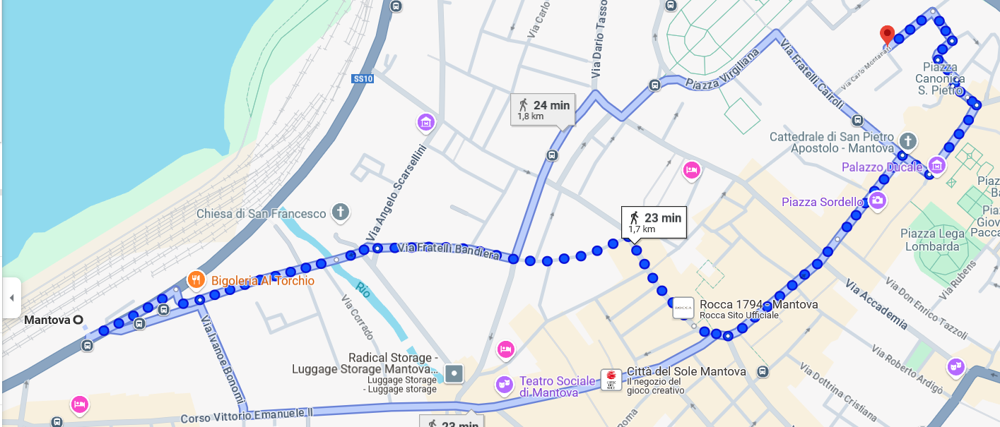 Via Carlo
Via Dario Tasso
SS10
Piazza Virgiliana
Via Fratelli Cairoli
Via Carlo Montanari
Piazza
Canonica
S. Pietro
24 min
1,8 km
Cattedrale di San Pietro
Apostolo - Mantova
Palazzo Ducale
Via Angelo Scarsellini
Chiesa di San Francesco
Piazza Sordello
23 min
1,7 km
Piazza Lega
Lombarda
Via Fratelli Bandiera
Bigoleria Al Torchio
Rio
Via Corrado
Via Rubens
Via Accademia
Via Don Enrico Tazzoli
ROCCA
Rocca 1794 - Mantova
Rocca Sito Ufficiale
Mantova
Via Ivanoe Bonomi
Radical Storage -
Luggage Storage Mantova...
Luggage Storage
- Luggage storage
Via Roberto Ardigò
Città del Sole Mantova
Il negozio del
gioco creativo
Teatro Sociale
di Mantova
Via Dottrina Cristiana
Corso Vittorio Emanuele II
Roma
23 min